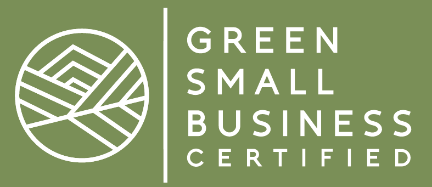 GREEN
SMALL
BUSINESS
CERTIFIED